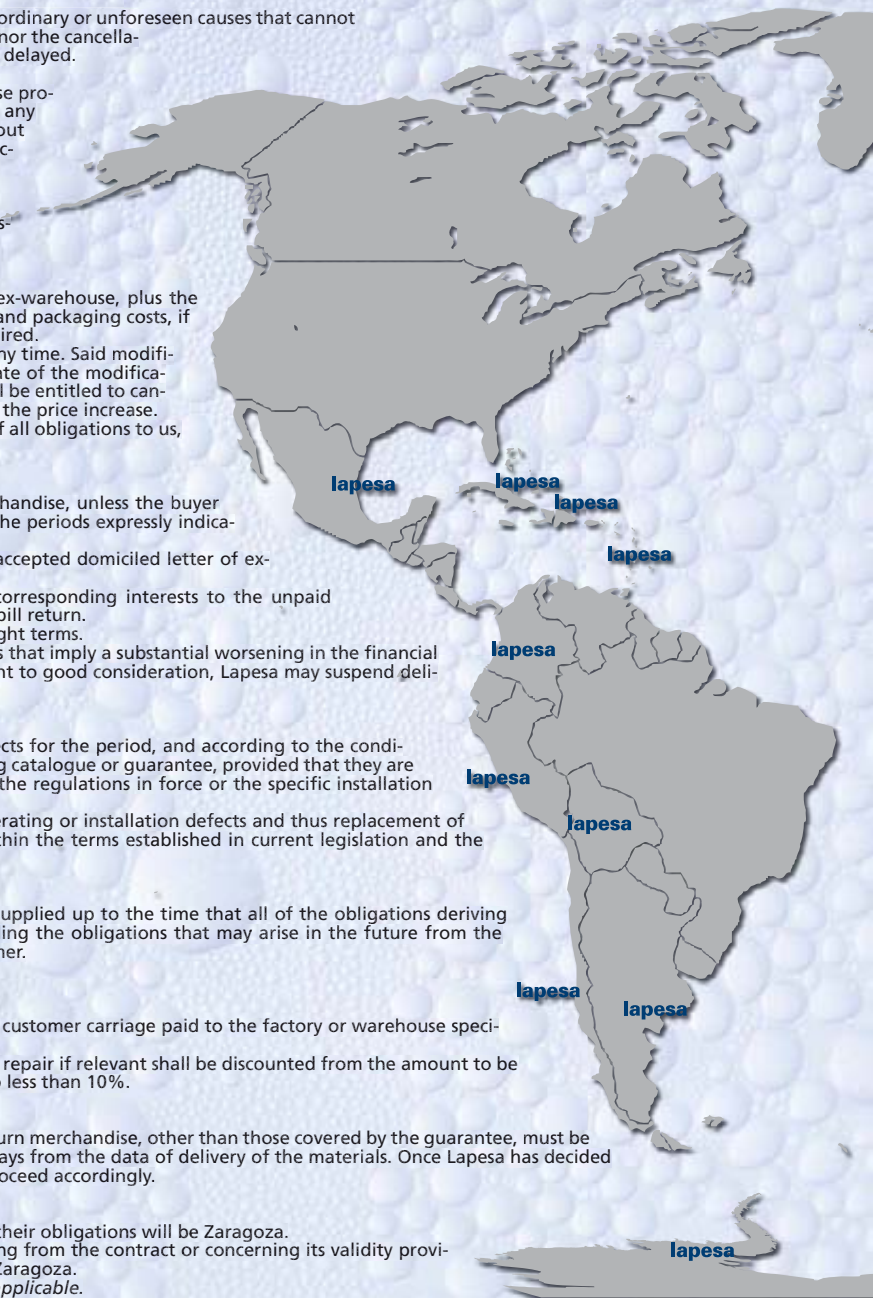 ordinary or unforeseen causes that cannot
nor the cancella-
delayed.
se pro-
any
out
c-
s-
ex-warehouse, plus the
and packaging costs, if
ired.
ny time. Said modifi-
te of the modifica-
l be entitled to can-
the price increase.
f all obligations to us,
handise, unless the buyer
he periods expressly indica-
accepted domiciled letter of ex-
corresponding interests to the unpaid
bill return.
ght terms.
s that imply a substantial worsening in the financial
nt to good consideration, Lapesa may suspend deli-
cts for the period, and according to the condi-
g catalogue or guarantee, provided that they are
the regulations in force or the specific installation
erating or installation defects and thus replacement of
thin the terms established in current legislation and the
upplied up to the time that all of the obligations deriving
ling the obligations that may arise in the future from the
ner.
customer carriage paid to the factory or warehouse speci-
repair if relevant shall be discounted from the amount to be
o less than 10%.
urn merchandise, other than those covered by the guarantee, must be
ays from the data of delivery of the materials. Once Lapesa has decided
oceed accordingly.
their obligations will be Zaragoza.
ng from the contract or concerning its validity provi-
Zaragoza.
pplicable.
lapesa
lapesa
lapesa
lapesa
lapesa
lapesa
lapesa
lapesa
lapesa
lapesa